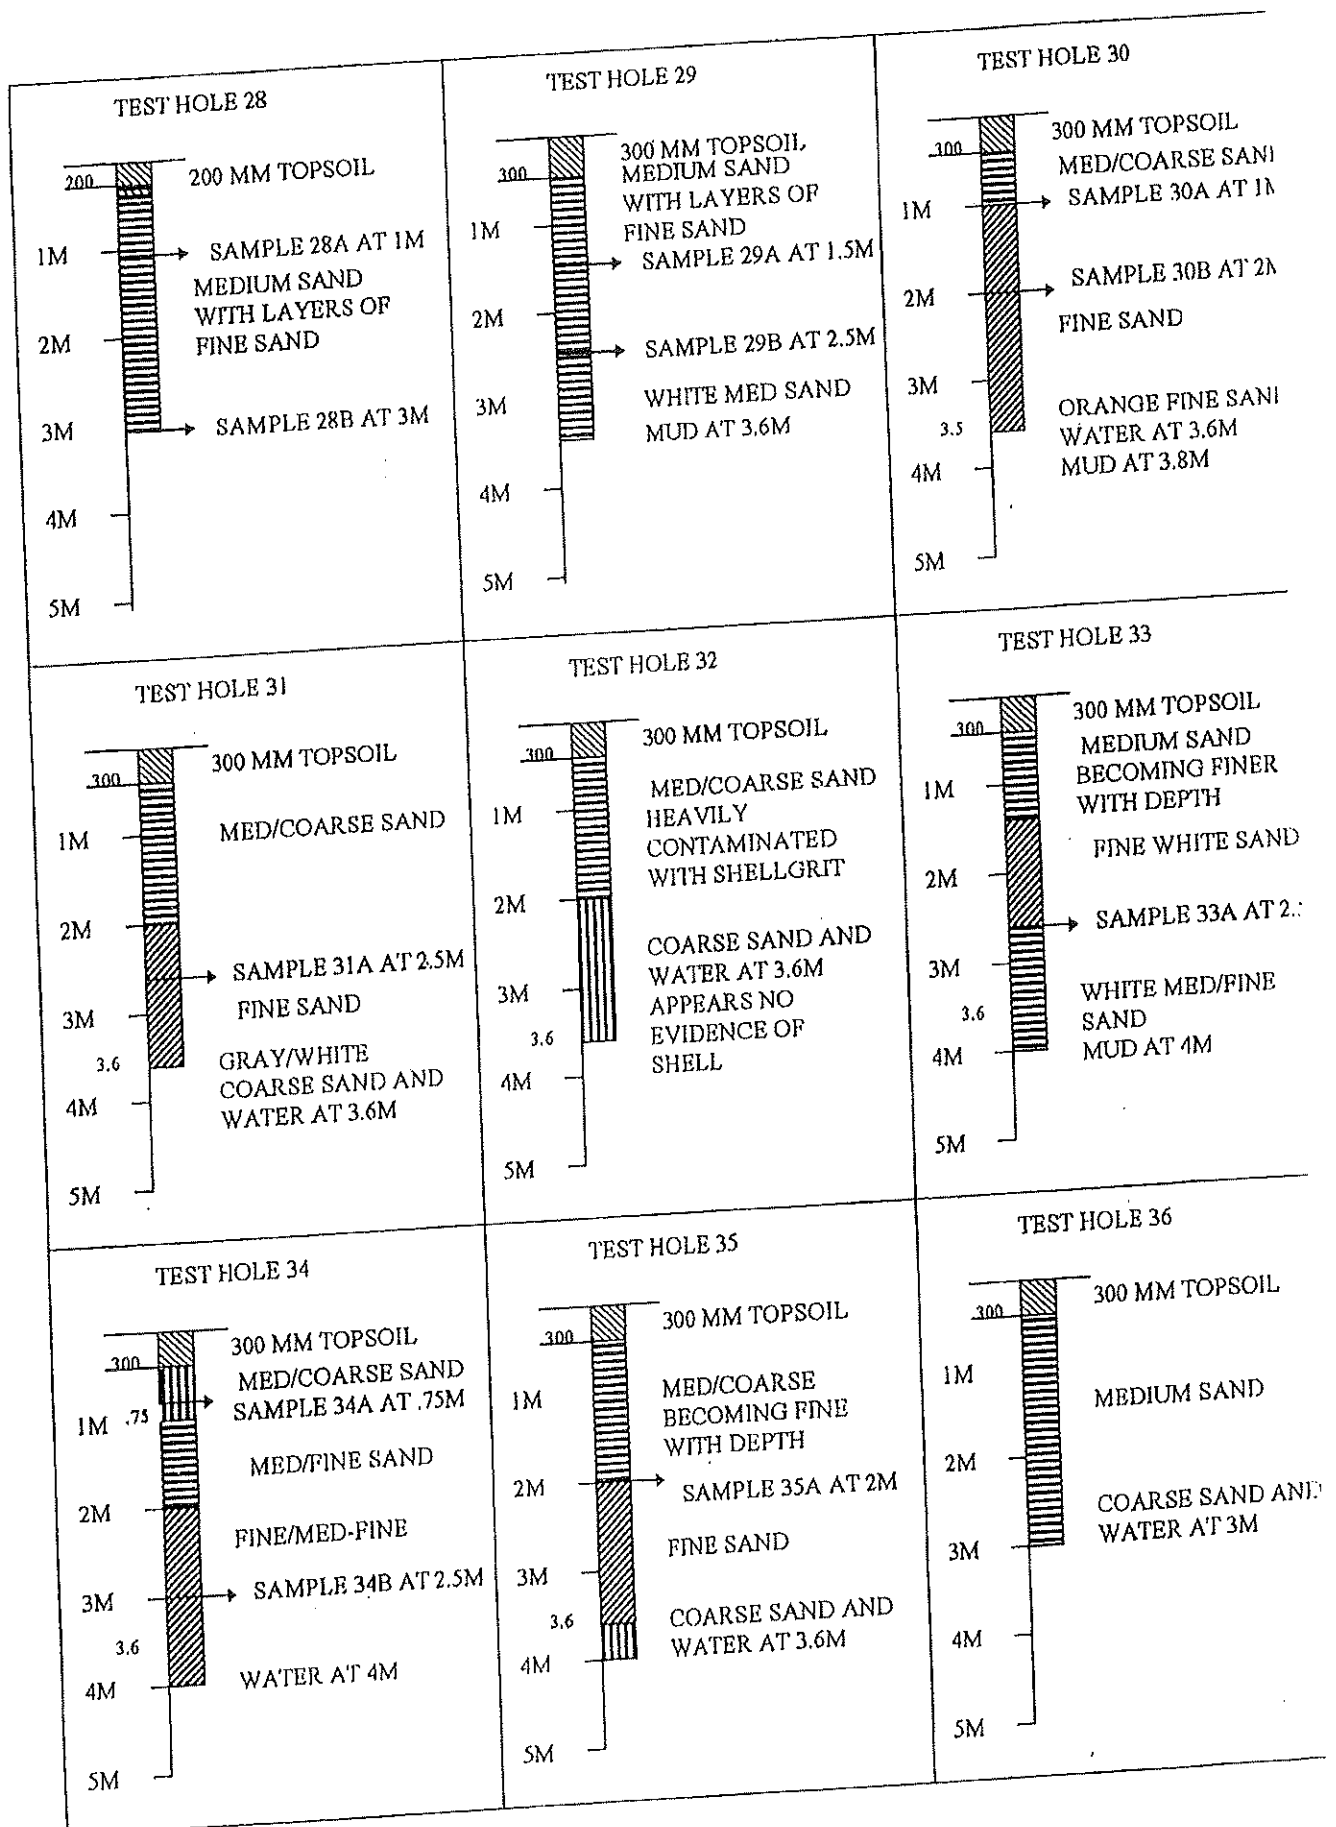 TEST HOLE 28
200 MM TOPSOIL
200
1M
SAMPLE 28A AT 1M
MEDIUM SAND
WITH LAYERS OF
FINE SAND
2M
SAMPLE 28B AT 3M
3M
4M
5M
TEST HOLE 29
300 MM TOPSOIL
300
MEDIUM SAND
WITH LAYERS OF
FINE SAND
1M
SAMPLE 29A AT 1.5M
2M
SAMPLE 29B AT 2.5M
WHITE MED SAND
3M
MUD AT 3.6M
4M
5M
TEST HOLE 30
300 MM TOPSOIL
300
MED/COARSE SAN
1M
SAMPLE 30A AT 1
2M
SAMPLE 30B AT 2
FINE SAND
3M
ORANGE FINE SAN
3.5
WATER AT 3.6M
MUD AT 3.8M
4M
5M
TEST HOLE 31
300 MM TOPSOIL
300
1M
MED/COARSE SAND
2M
SAMPLE 31A AT 2.5M
FINE SAND
3M
3.6
GRAY/WHITE
COARSE SAND AND
WATER AT 3.6M
4M
5M
TEST HOLE 32
300 MM TOPSOIL
300
MED/COARSE SAND
HEAVILY
CONTAMINATED
WITH SHELLGRIT
1M
2M
COARSE SAND AND
WATER AT 3.6M
APPEARS NO
EVIDENCE OF
SHELL
3M
3.6
4M
5M
TEST HOLE 33
300 MM TOPSOIL
300
MEDIUM SAND
BECOMING FINER
WITH DEPTH
1M
FINE WHITE SAND
2M
SAMPLE 33A AT 2.
3M
WHITE MED/FINE
SAND
3.6
MUD AT 4M
4M
5M
TEST HOLE 34
300 MM TOPSOIL
300
MED/COARSE SAND
SAMPLE 34A AT .75M
1M
.75
MED/FINE SAND
2M
FINE/MED-FINE
SAMPLE 34B AT 2.5M
3M
3.6
WATER AT 4M
4M
5M
TEST HOLE 35
300 MM TOPSOIL
300
MED/COARSE
BECOMING FINE
WITH DEPTH
1M
2M
SAMPLE 35A AT 2M
FINE SAND
3M
3.6
COARSE SAND AND
WATER AT 3.6M
4M
5M
TEST HOLE 36
300 MM TOPSOIL
300
1M
MEDIUM SAND
2M
COARSE SAND AND
WATER AT 3M
3M
4M
5M